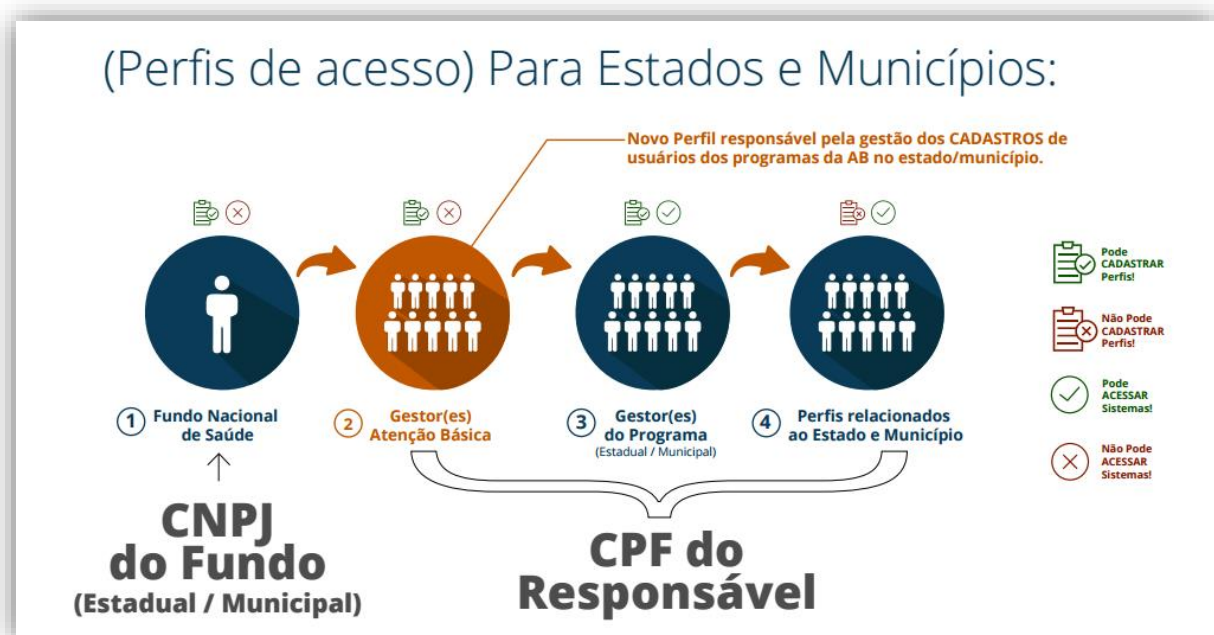 (Perfis de acesso) Para Estados e Municípios:
Novo Perfil responsável pela gestão dos CADASTROS de
usuários dos programas da AB no estado/município.
1 Fundo Nacional
de Saúde
2 Gestor(es)
Atenção Básica
3 Gestor(es)
do Programa
(Estadual / Municipal)
4 Perfis relacionados
ao Estado e Município
Pode
CADASTRAR
Perfis!
Não Pode
CADASTRAR
Perfis!
Pode
ACESSAR
Sistemas!
Não Pode
ACESSAR
Sistemas!
CNPJ
do Fundo
(Estadual / Municipal)
CPF do
Responsável